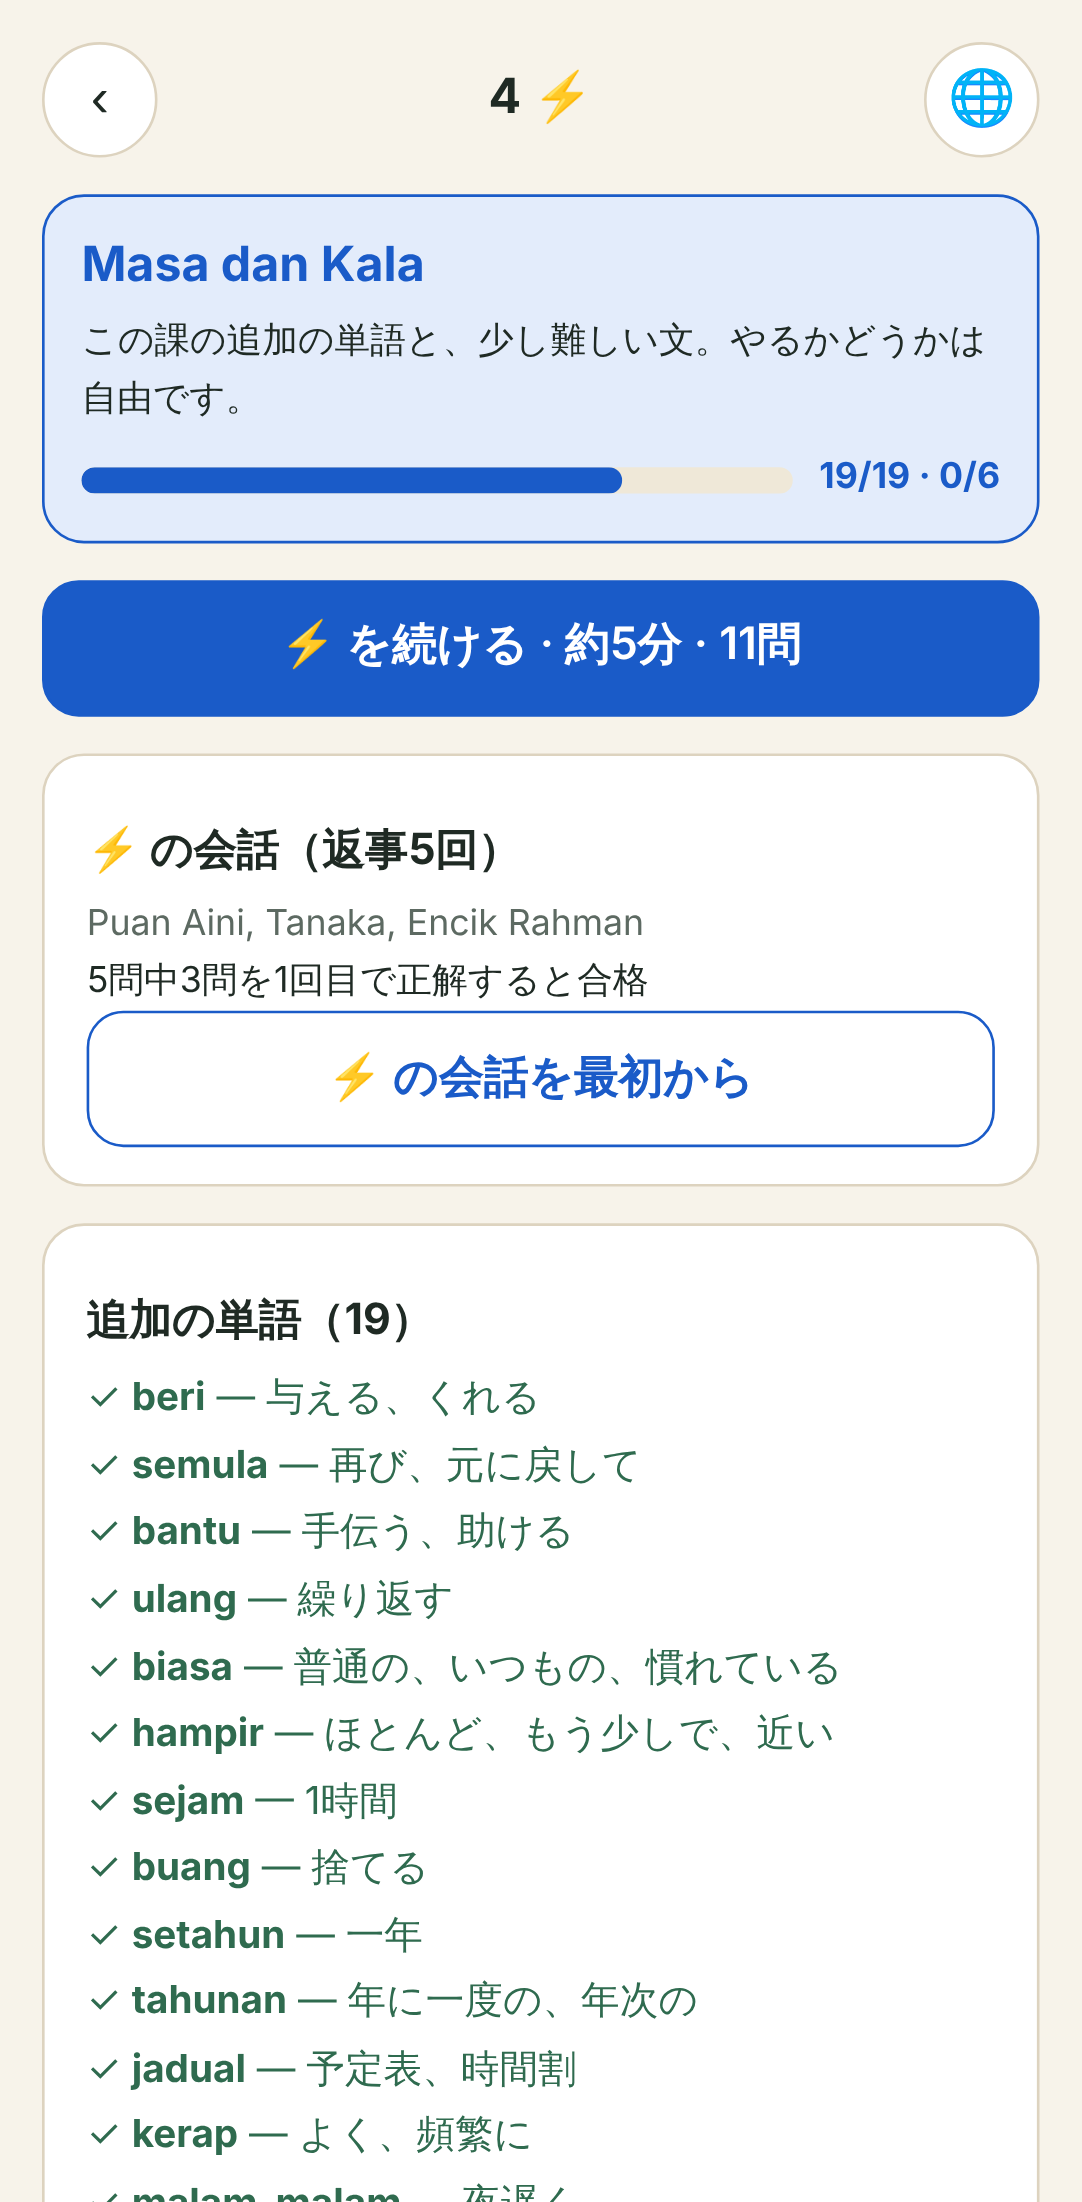 ‹ 4 ⚡ 🌐
Masa dan Kala
この課の追加の単語と、少し難しい文。やるかどうかは
自由です。
19/19 · 0/6
⚡ を続ける · 約5分 · 11問
⚡ の会話（返事5回）
Puan Aini, Tanaka, Encik Rahman
5問中3問を1回目で正解すると合格
⚡ の会話を最初から
追加の単語（19）
✓ beri — 与える、くれる
✓ semula — 再び、元に戻して
✓ bantu — 手伝う、助ける
✓ ulang — 繰り返す
✓ biasa — 普通の、いつもの、慣れている
✓ hampir — ほとんど、もう少しで、近い
✓ sejam — 1時間
✓ buang — 捨てる
✓ setahun — 一年
✓ tahunan — 年に一度の、年次の
✓ jadual — 予定表、時間割
✓ kerap — よく、頻繁に
✓ malam-malam — 夜遅く